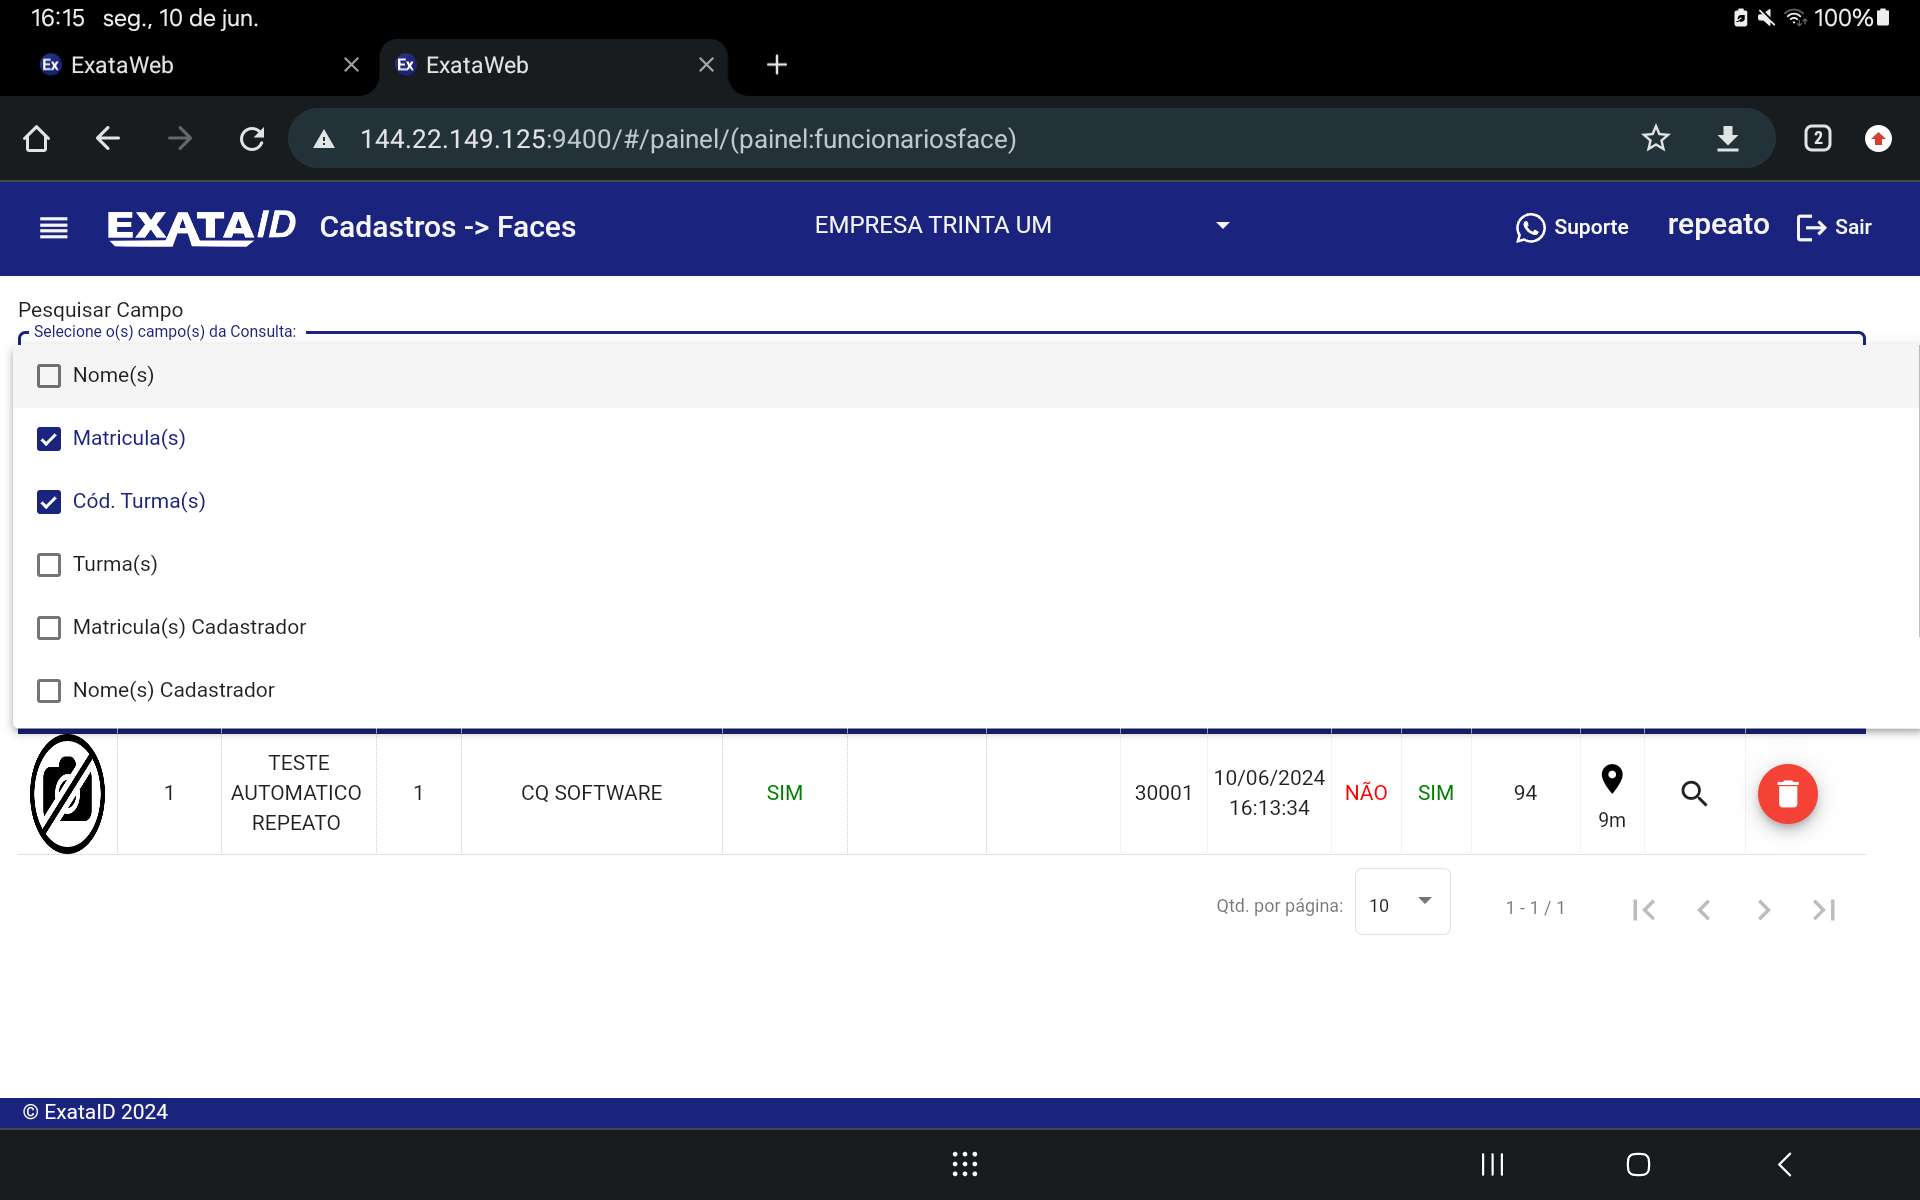 16:15 seg., 10 de jun.
100%
Ex ExataWeb
Ex ExataWeb
144.22.149.125:9400/#/painel/(painel:funcionariosface)
2
EXATAID Cadastros -> Faces
EMPRESA TRINTA UM
Suporte
repeato
Sair
Pesquisar Campo
Selecione o(s) campo(s) da Consulta:
Nome(s)
Matricula(s)
Cód. Turma(s)
Turma(s)
Matricula(s) Cadastrador
Nome(s) Cadastrador
1
TESTE
AUTOMATICO
REPEATO
1
CQ SOFTWARE
SIM
30001
10/06/2024
16:13:34
NÃO
SIM
94
9m
Qtd. por página:
10
1 - 1 / 1
© ExataID 2024